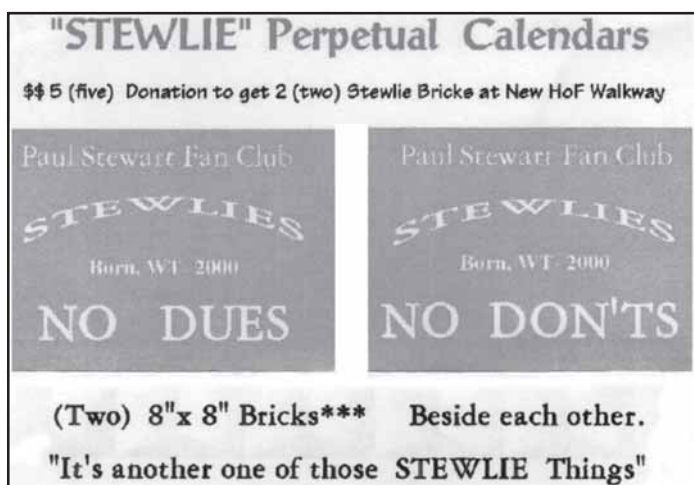 "STEWLIE" Perpetual Calendars
$$ 5 (five) Donation to get 2 (two) Stewlie Bricks at New HoF Walkway
Paul Stewart Fan Club
STEWLIES
Born, WT- 2000
NO DUES
Paul Stewart Fan Club
STEWLIES
Born, WT- 2000
NO DON'TS
(Two) 8"x 8" Bricks*** Beside each other.
"It's another one of those STEWLIE Things"